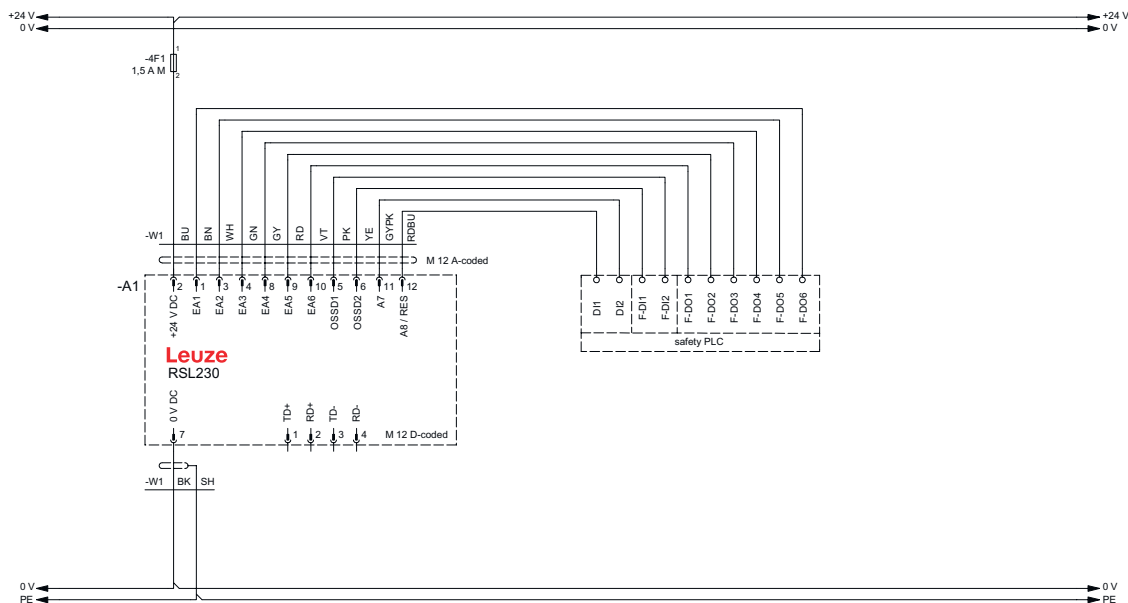 +24 V +24 V
0 V 0 V
-4F1 1
1,5 A M 2
-W1 BU BN WH GN GY RD VT PK YE GYPK RDBU
M 12 A-coded
-A1 2 1 3 4 8 9 10 5 6 11 12
+24 V DC EA1 EA2 EA3 EA4 EA5 EA6 OSSD1 OSSD2 A7 A8 / RES
DI1 DI2 F-DI1 F-DI2 F-DO1 F-DO2 F-DO3 F-DO4 F-DO5 F-DO6
safety PLC
Leuze
RSL230
0 V DC TD+ RD+ TD- RD-
7 1 2 3 4 M 12 D-coded
-W1 BK SH
0 V 0 V
PE PE